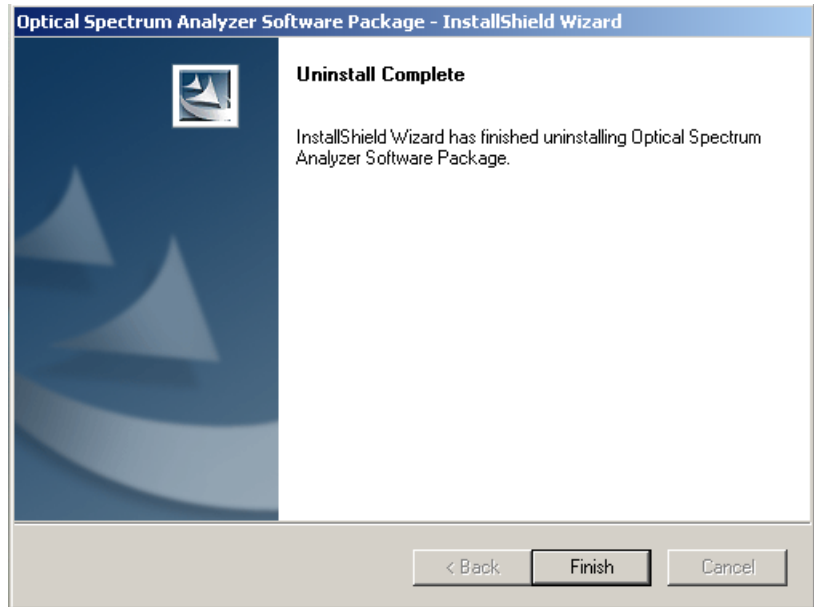 Optical Spectrum Analyzer Software Package - InstallShield Wizard
Uninstall Complete
InstallShield Wizard has finished uninstalling Optical Spectrum
Analyzer Software Package.
< Back
Finish
Cancel